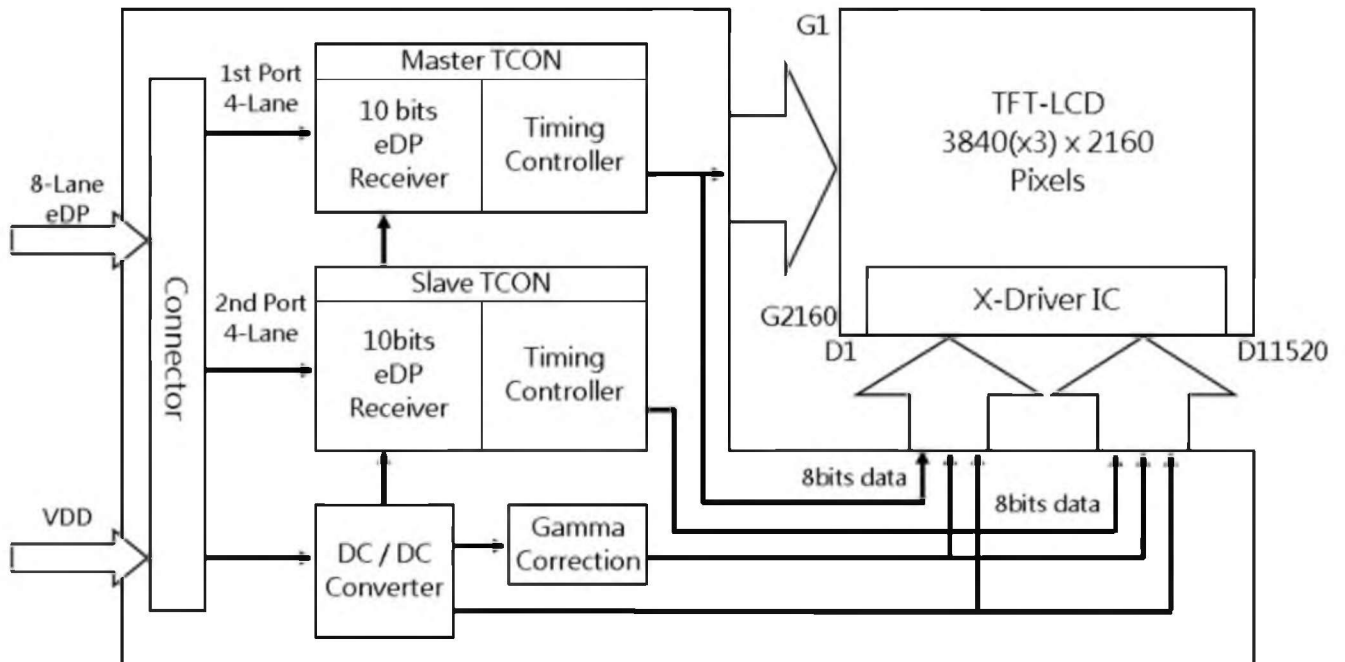 8-Lane
eDP
VDD
Connector
1st Port
4-Lane
2nd Port
4-Lane
Master TCON
10 bits
eDP
Receiver
Timing
Controller
Slave TCON
10bits
eDP
Receiver
Timing
Controller
DC / DC
Converter
Gamma
Correction
G1
TFT-LCD
3840(x3) x 2160
Pixels
X-Driver IC
G2160
D1
D11520
8bits data
8bits data